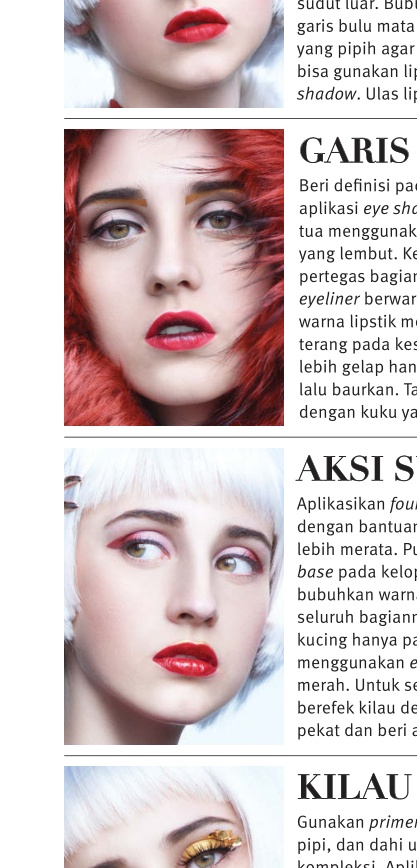 sudut luar. Bub
garis bulu mata
yang pipih agar
bisa gunakan lip
shadow. Ulas lip
GARIS
Beri definisi pa
aplikasi eye sha
tua menggunak
yang lembut. Ke
pertegas bagian
eyeliner berwar
warna lipstik me
terang pada kes
lebih gelap han
lalu baurkan. Ta
dengan kuku ya
AKSI S
Aplikasikan fou
dengan bantuan
lebih merata. Pu
base pada kelop
bubuhkan warna
seluruh bagiann
kucing hanya pa
menggunakan e
merah. Untuk se
berefek kilau de
pekat dan beri a
KILAU
Gunakan primer
pipi, dan dahi u
kompleksi. Apli